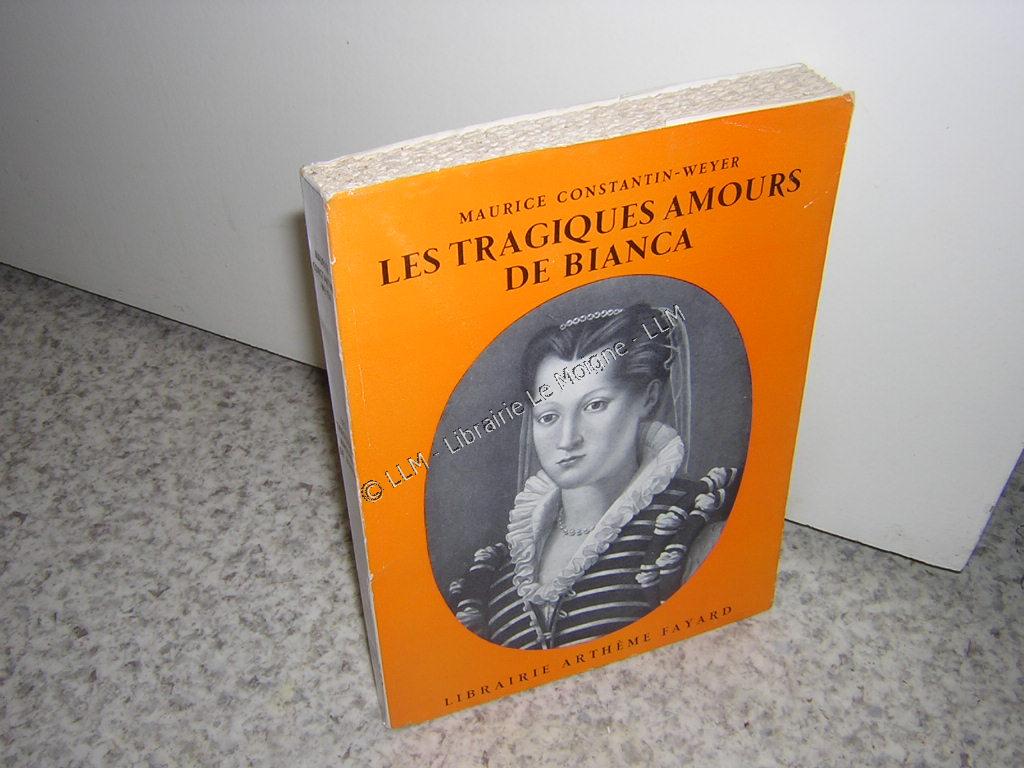 MAURICE CONSTANTIN-WEYER
LES TRAGIQUES AMOURS
DE BIANCA
© LLM - Librairie Le Moigne - LLM
LIBRAIRIE ARTHÈME FAYARD